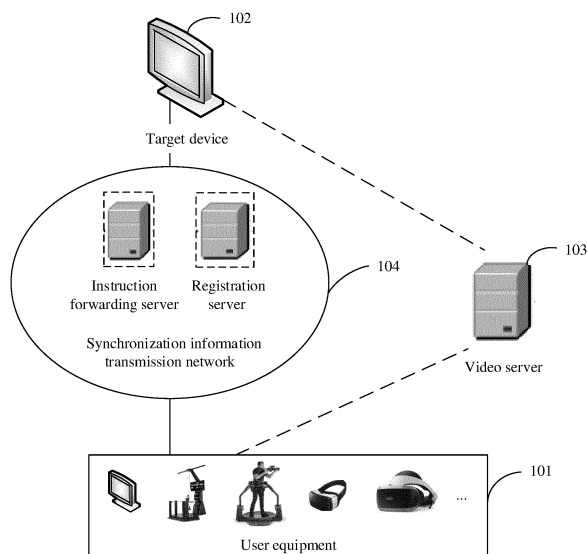 102
Target device
103
104
Instruction
forwarding server
Registration
server
Synchronization information
transmission network
Video server
101
...
User equipment